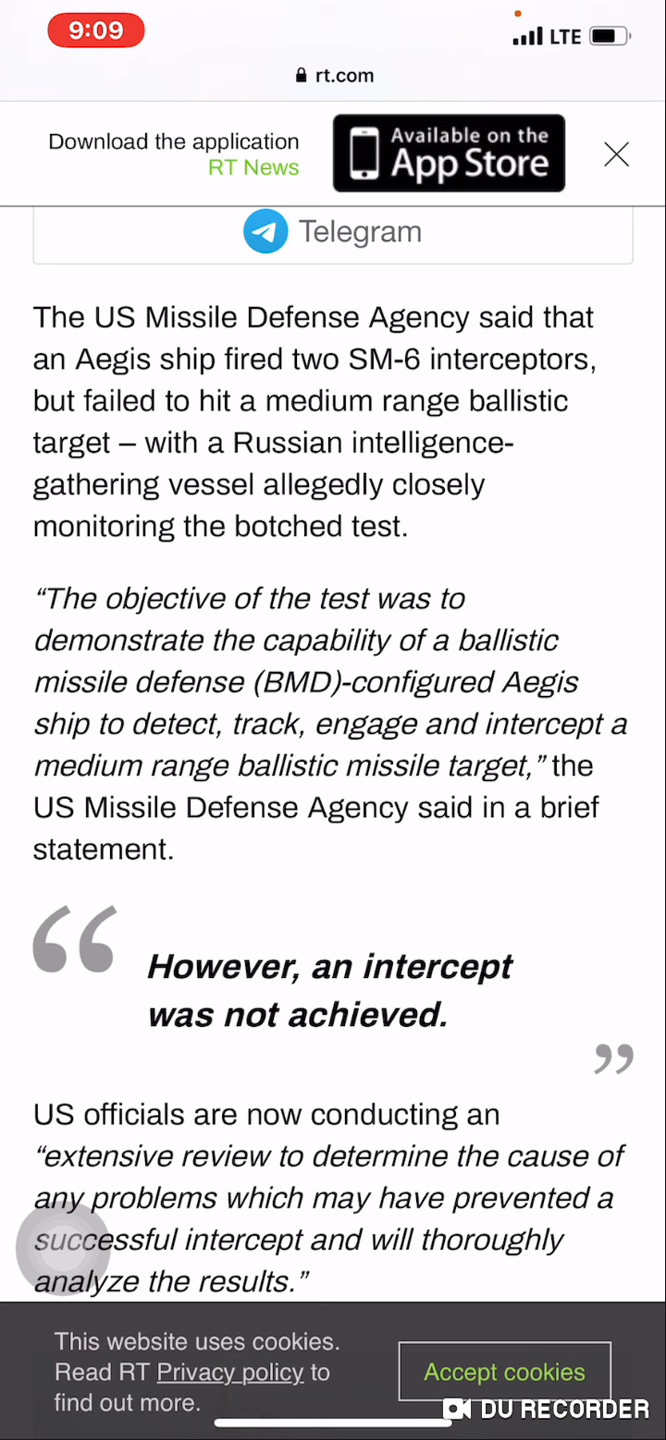 9:09
LTE
rt.com
Download the application
RT News
Available on the
App Store
Telegram
The US Missile Defense Agency said that
an Aegis ship fired two SM-6 interceptors,
but failed to hit a medium range ballistic
target – with a Russian intelligence-
gathering vessel allegedly closely
monitoring the botched test.
“The objective of the test was to
demonstrate the capability of a ballistic
missile defense (BMD)-configured Aegis
ship to detect, track, engage and intercept a
medium range ballistic missile target,” the
US Missile Defense Agency said in a brief
statement.
“
However, an intercept
was not achieved.
”
US officials are now conducting an
“extensive review to determine the cause of
any problems which may have prevented a
successful intercept and will thoroughly
analyze the results.”
This website uses cookies.
Read RT Privacy policy to
find out more.
Accept cookies
DU RECORDER